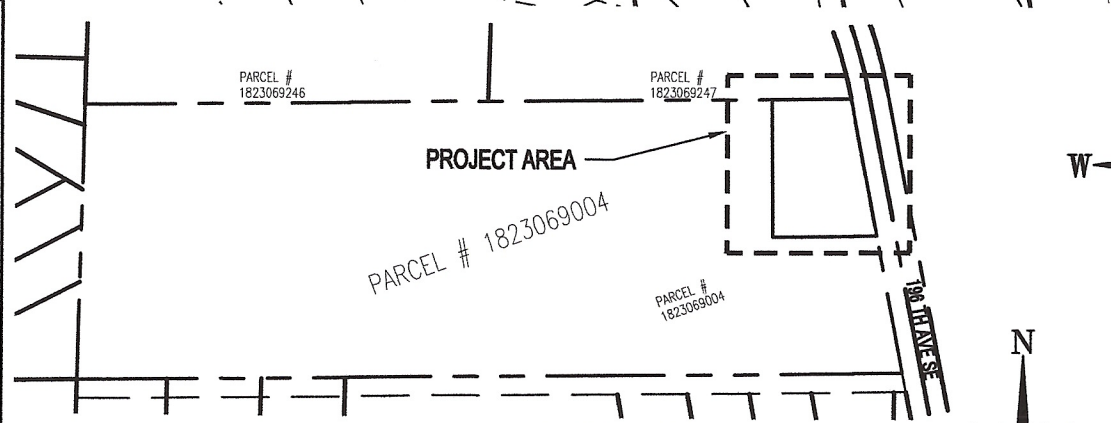 PARCEL #
1823069246
PARCEL #
1823069247
PROJECT AREA
W
PARCEL # 1823069004
PARCEL #
1823069004
196 TH AVE SE
N